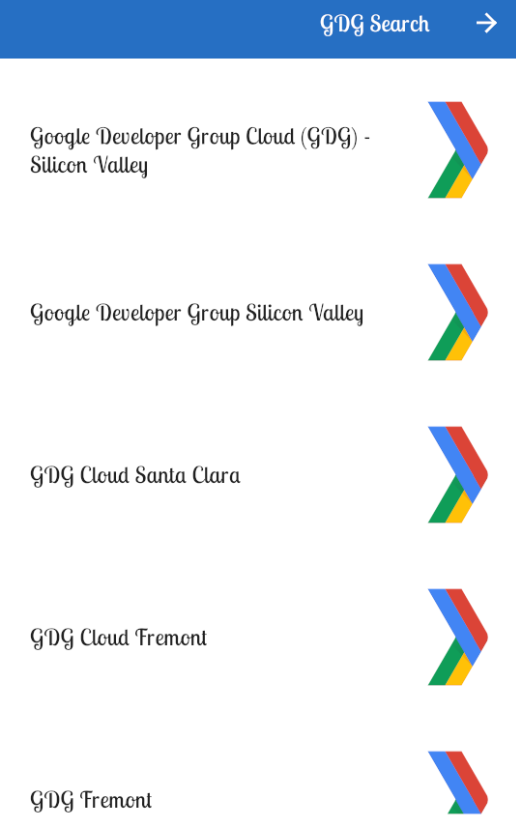 GDG Search
Google Developer Group Cloud (GDG) -
Silicon Valley
Google Developer Group Silicon Valley
GDG Cloud Santa Clara
GDG Cloud Fremont
GDG Fremont